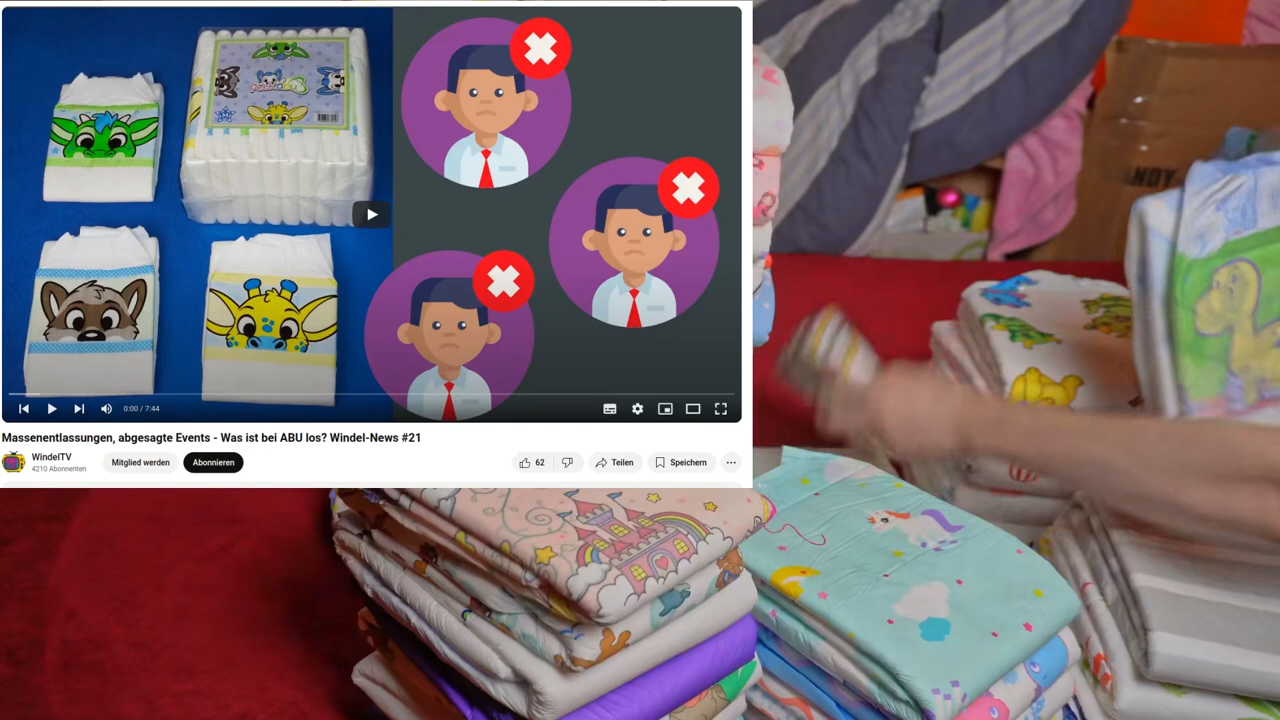 0:00 / 7:44
Massenentlassungen, abgesagte Events - Was ist bei ABU los? Windel-News #21
WindelTV
4210 Abonnenten
Mitglied werden
Abonnieren
62
Teilen
Speichern